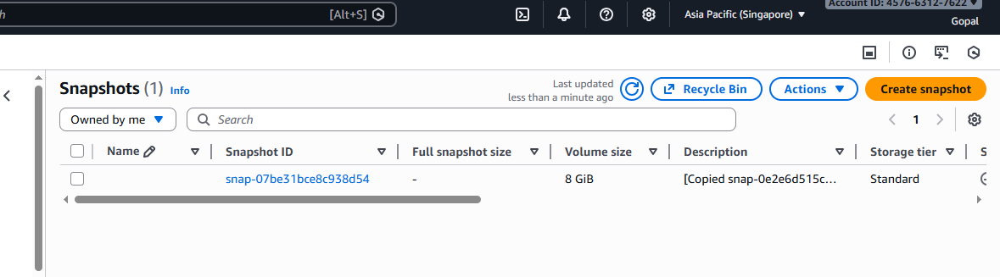 [Alt+S]
Asia Pacific (Singapore)
Account ID: 4576-6312-7622
Gopal
Snapshots (1) Info
Last updated
less than a minute ago
Recycle Bin
Actions
Create snapshot
Owned by me
Search
1
Name
Snapshot ID
Full snapshot size
Volume size
Description
Storage tier
S
snap-07be31bce8c938d54
-
8 GiB
[Copied snap-0e2e6d515c...
Standard